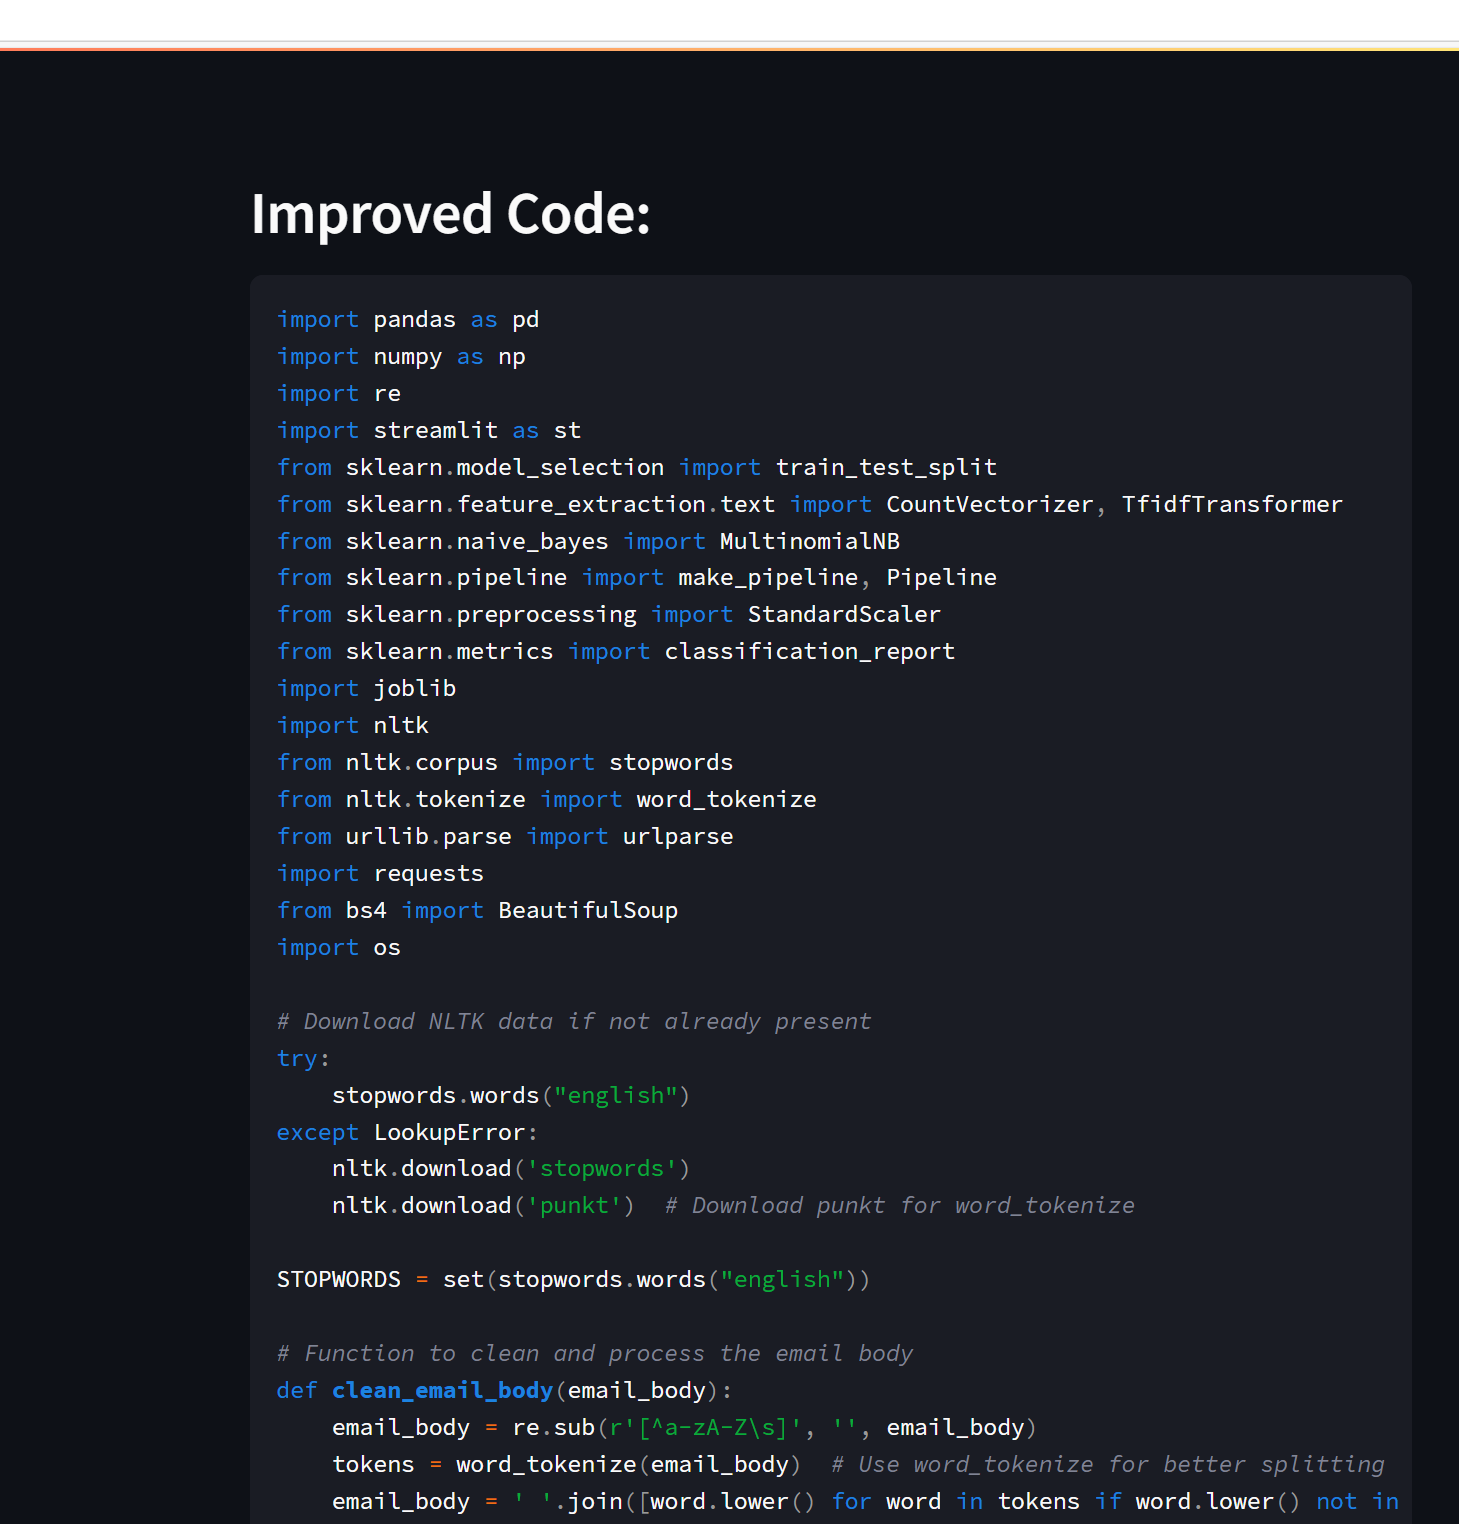 Improved Code:
import pandas as pd
import numpy as np
import re
import streamlit as st
from sklearn.model_selection import train_test_split
from sklearn.feature_extraction.text import CountVectorizer, TfidfTransformer
from sklearn.naive_bayes import MultinomialNB
from sklearn.pipeline import make_pipeline, Pipeline
from sklearn.preprocessing import StandardScaler
from sklearn.metrics import classification_report
import joblib
import nltk
from nltk.corpus import stopwords
from nltk.tokenize import word_tokenize
from urllib.parse import urlparse
import requests
from bs4 import BeautifulSoup
import os

# Download NLTK data if not already present
try:
    stopwords.words("english")
except LookupError:
    nltk.download('stopwords')
    nltk.download('punkt')  # Download punkt for word_tokenize

STOPWORDS = set(stopwords.words("english"))

# Function to clean and process the email body
def clean_email_body(email_body):
    email_body = re.sub(r'[^a-zA-Z\s]', '', email_body)
    tokens = word_tokenize(email_body)  # Use word_tokenize for better splitting
    email_body = ' '.join([word.lower() for word in tokens if word.lower() not in